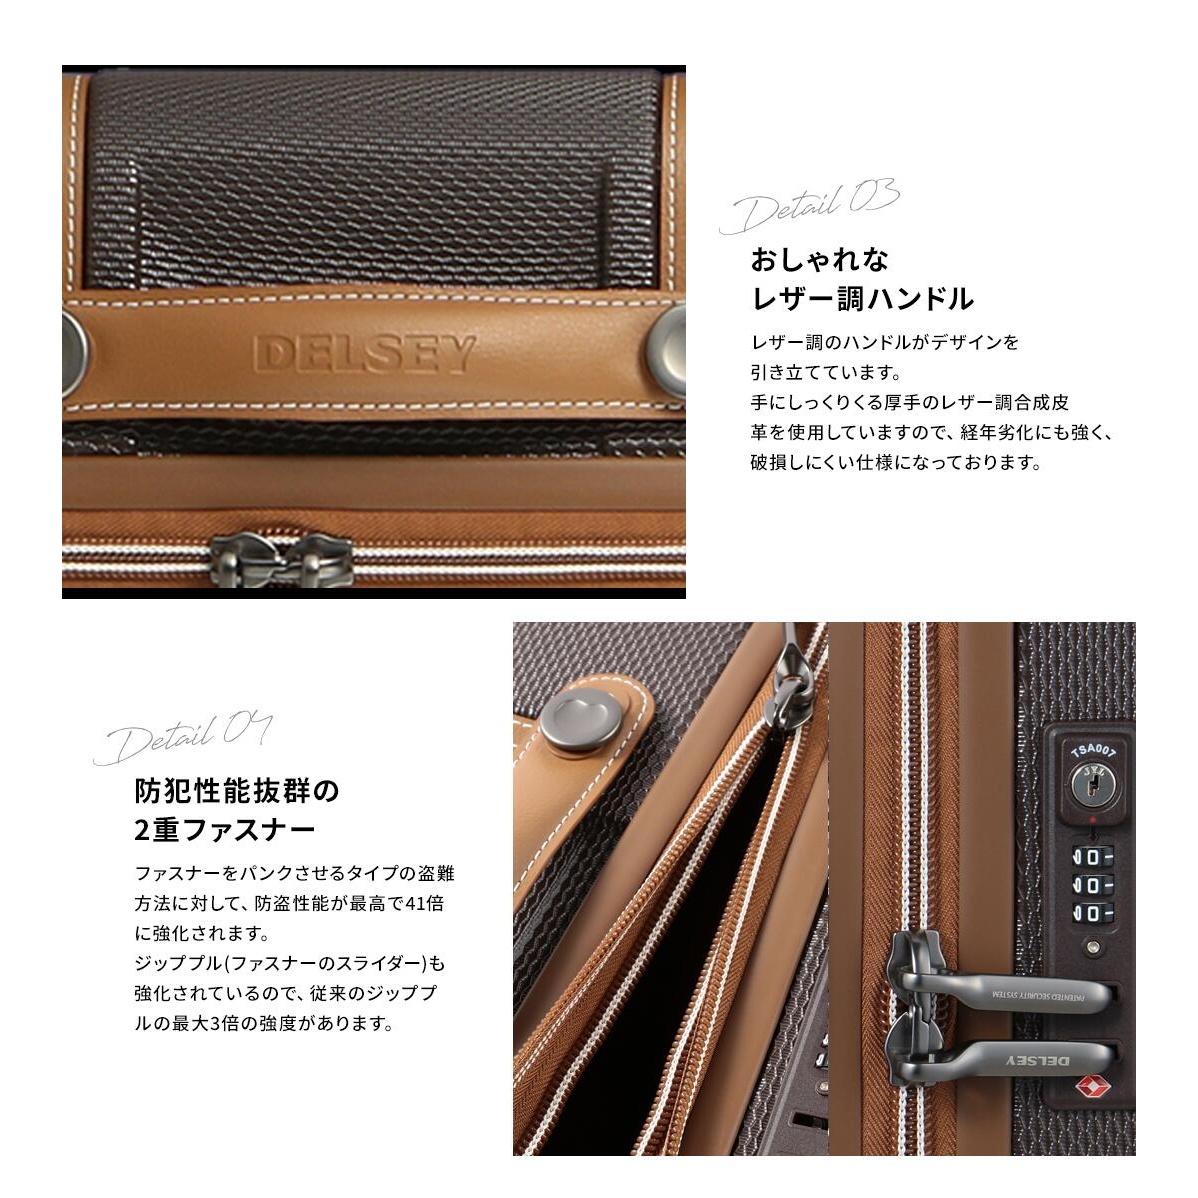 DELSEY
Detail 03
おしゃれな
レザー調ハンドル
レザー調のハンドルがデザインを
引き立てています。
手にしっくりくる厚手のレザー調合成皮
革を使用していますので、経年劣化にも強く、
破損しにくい仕様になっております。
Detail 04
防犯性能抜群の
2重ファスナー
ファスナーをパンクさせるタイプの盗難
方法に対して、防盗性能が最高で41倍
に強化されます。
ジッププル(ファスナーのスライダー)も
強化されているので、従来のジッププ
ルの最大3倍の強度があります。
TSA007
JYL
0
0
0
PATENTED SECURITY SYSTEM
DELSEY